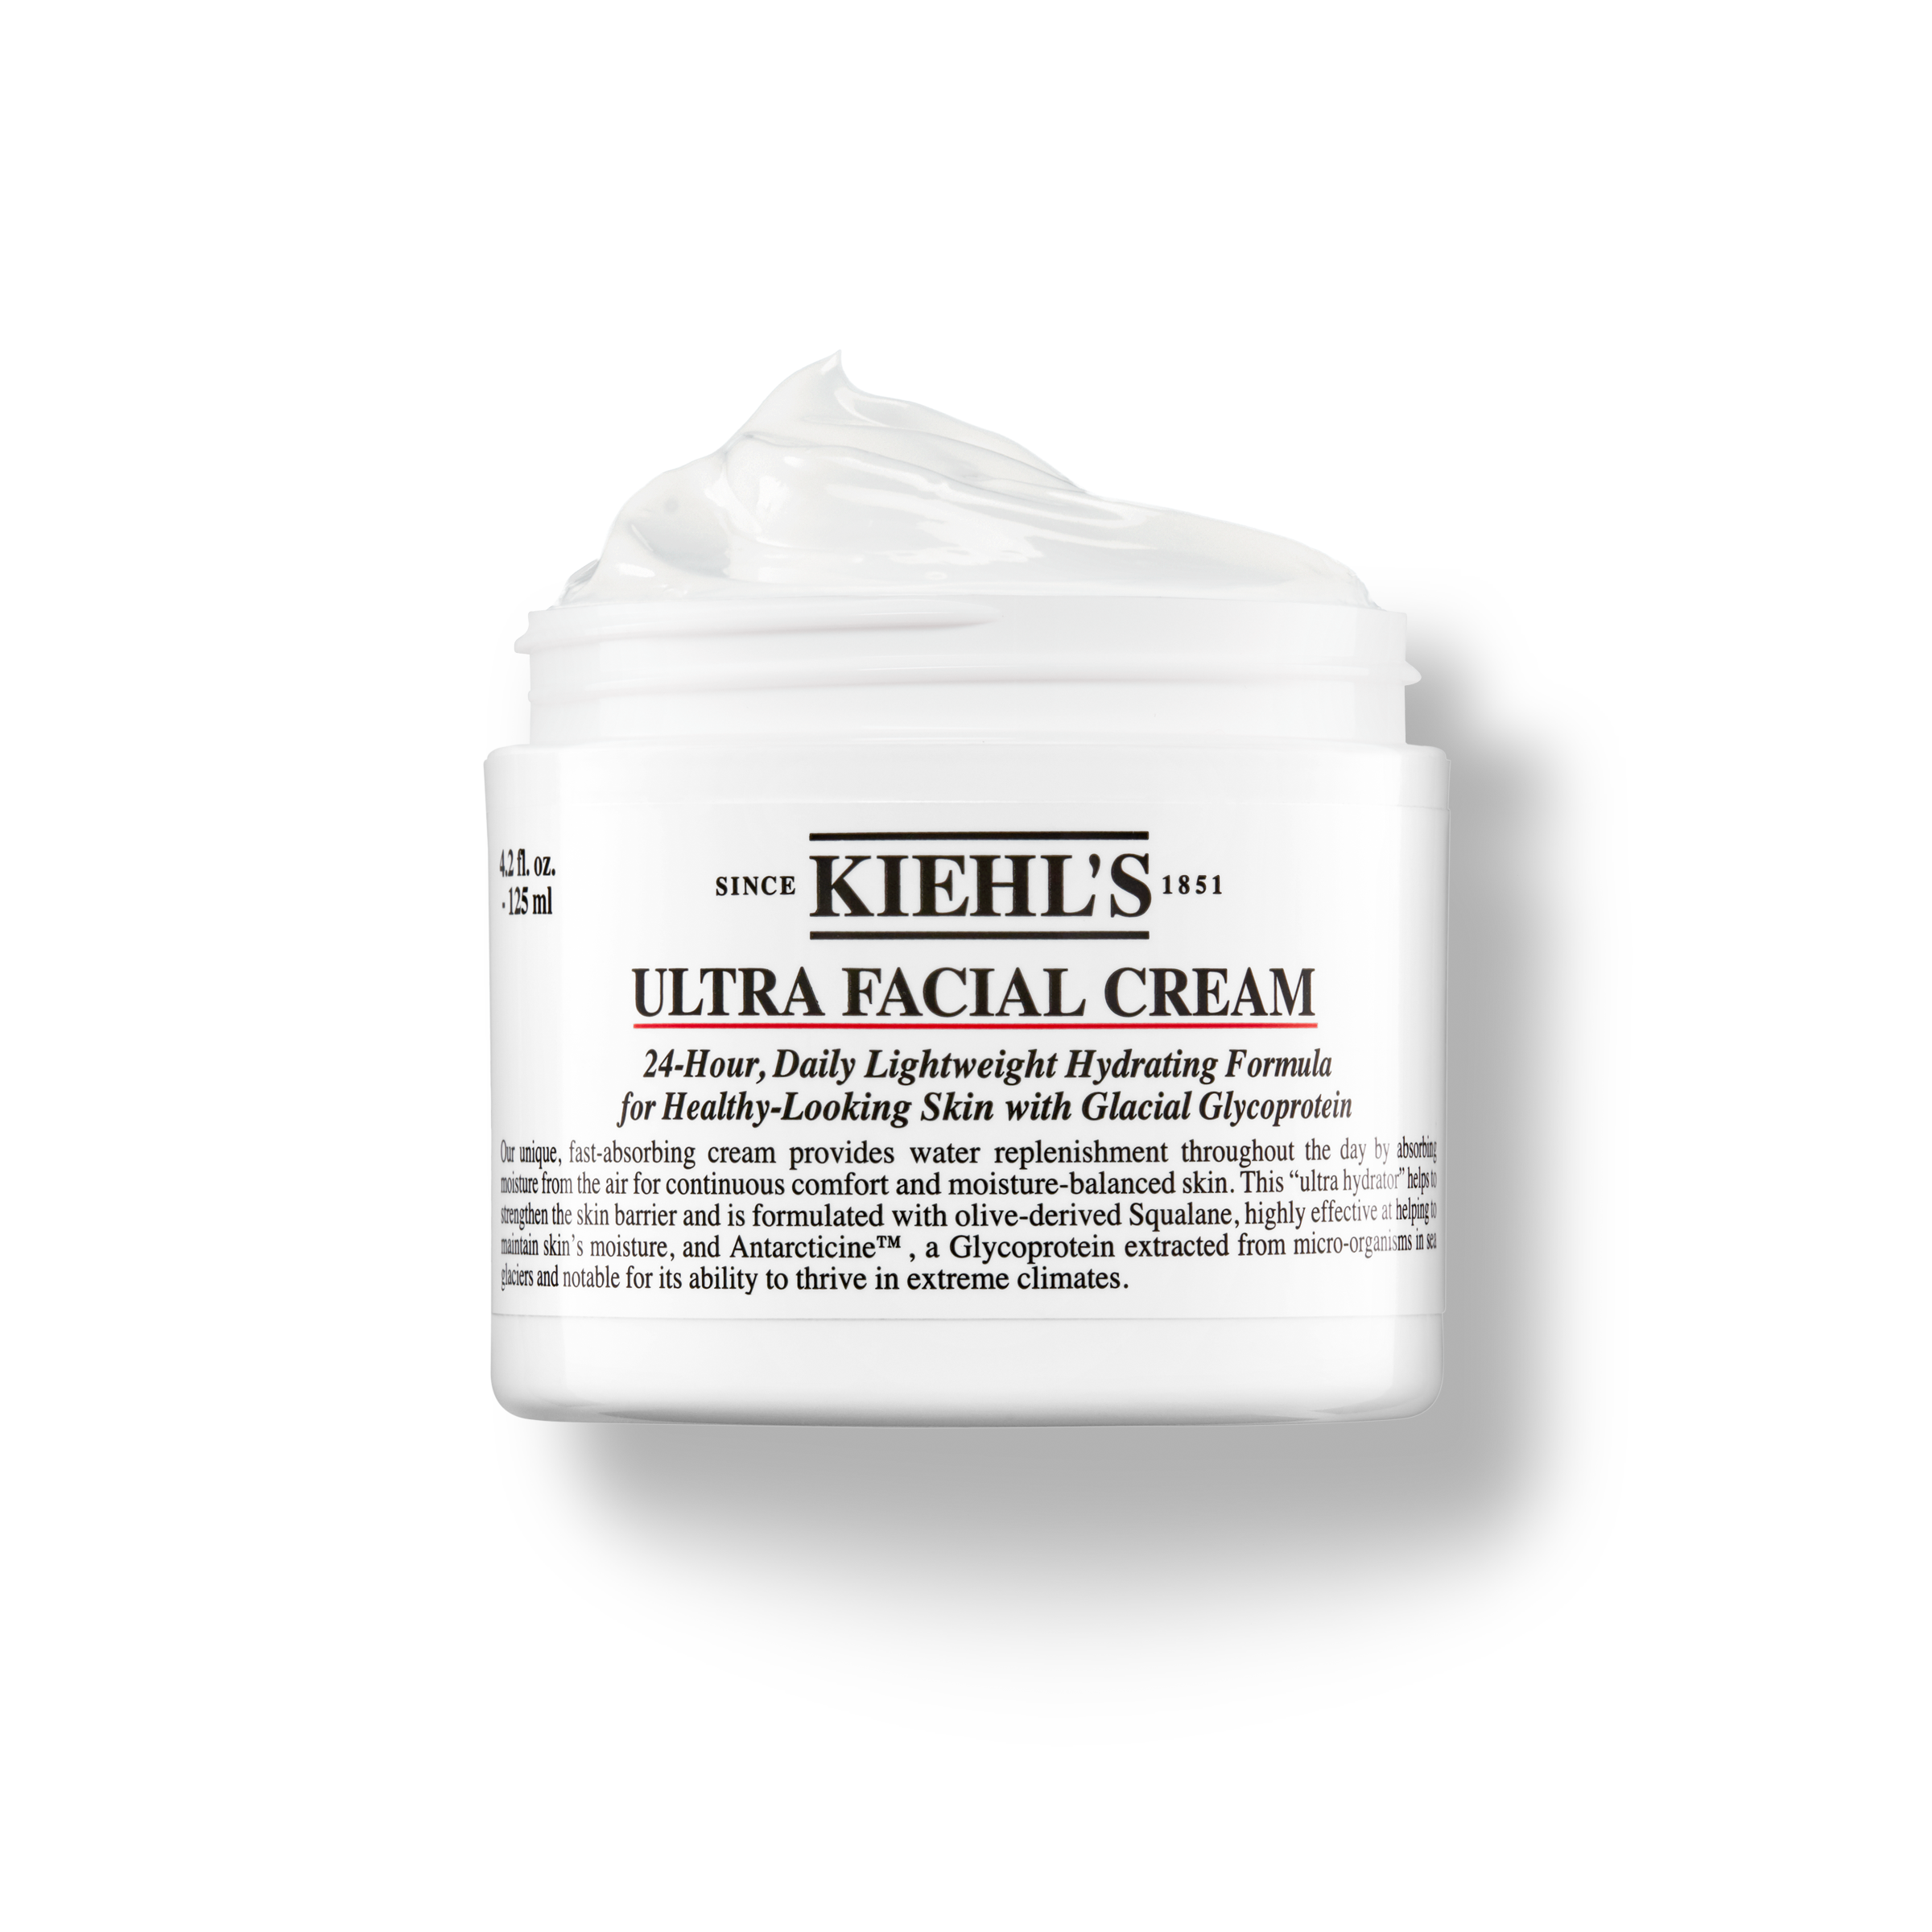 4.2 fl. oz.
- 125 ml
SINCE KIEHL'S 1851
ULTRA FACIAL CREAM
24-Hour, Daily Lightweight Hydrating Formula
for Healthy-Looking Skin with Glacial Glycoprotein
Our unique, fast-absorbing cream provides water replenishment throughout the day by absorbing
moisture from the air for continuous comfort and moisture-balanced skin. This “ultra hydrator” helps to
strengthen the skin barrier and is formulated with olive-derived Squalane, highly effective at helping to
maintain skin's moisture, and Antarcticine™ , a Glycoprotein extracted from micro-organisms in sea
glaciers and notable for its ability to thrive in extreme climates.